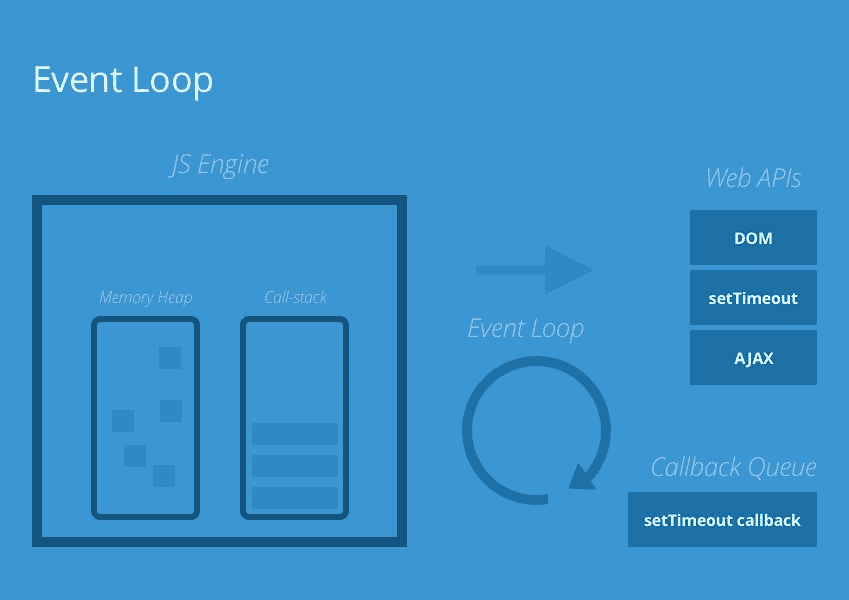 Event Loop
JS Engine
Memory Heap
Call-stack
Event Loop
Web APIs
DOM
setTimeout
AJAX
Callback Queue
setTimeout callback